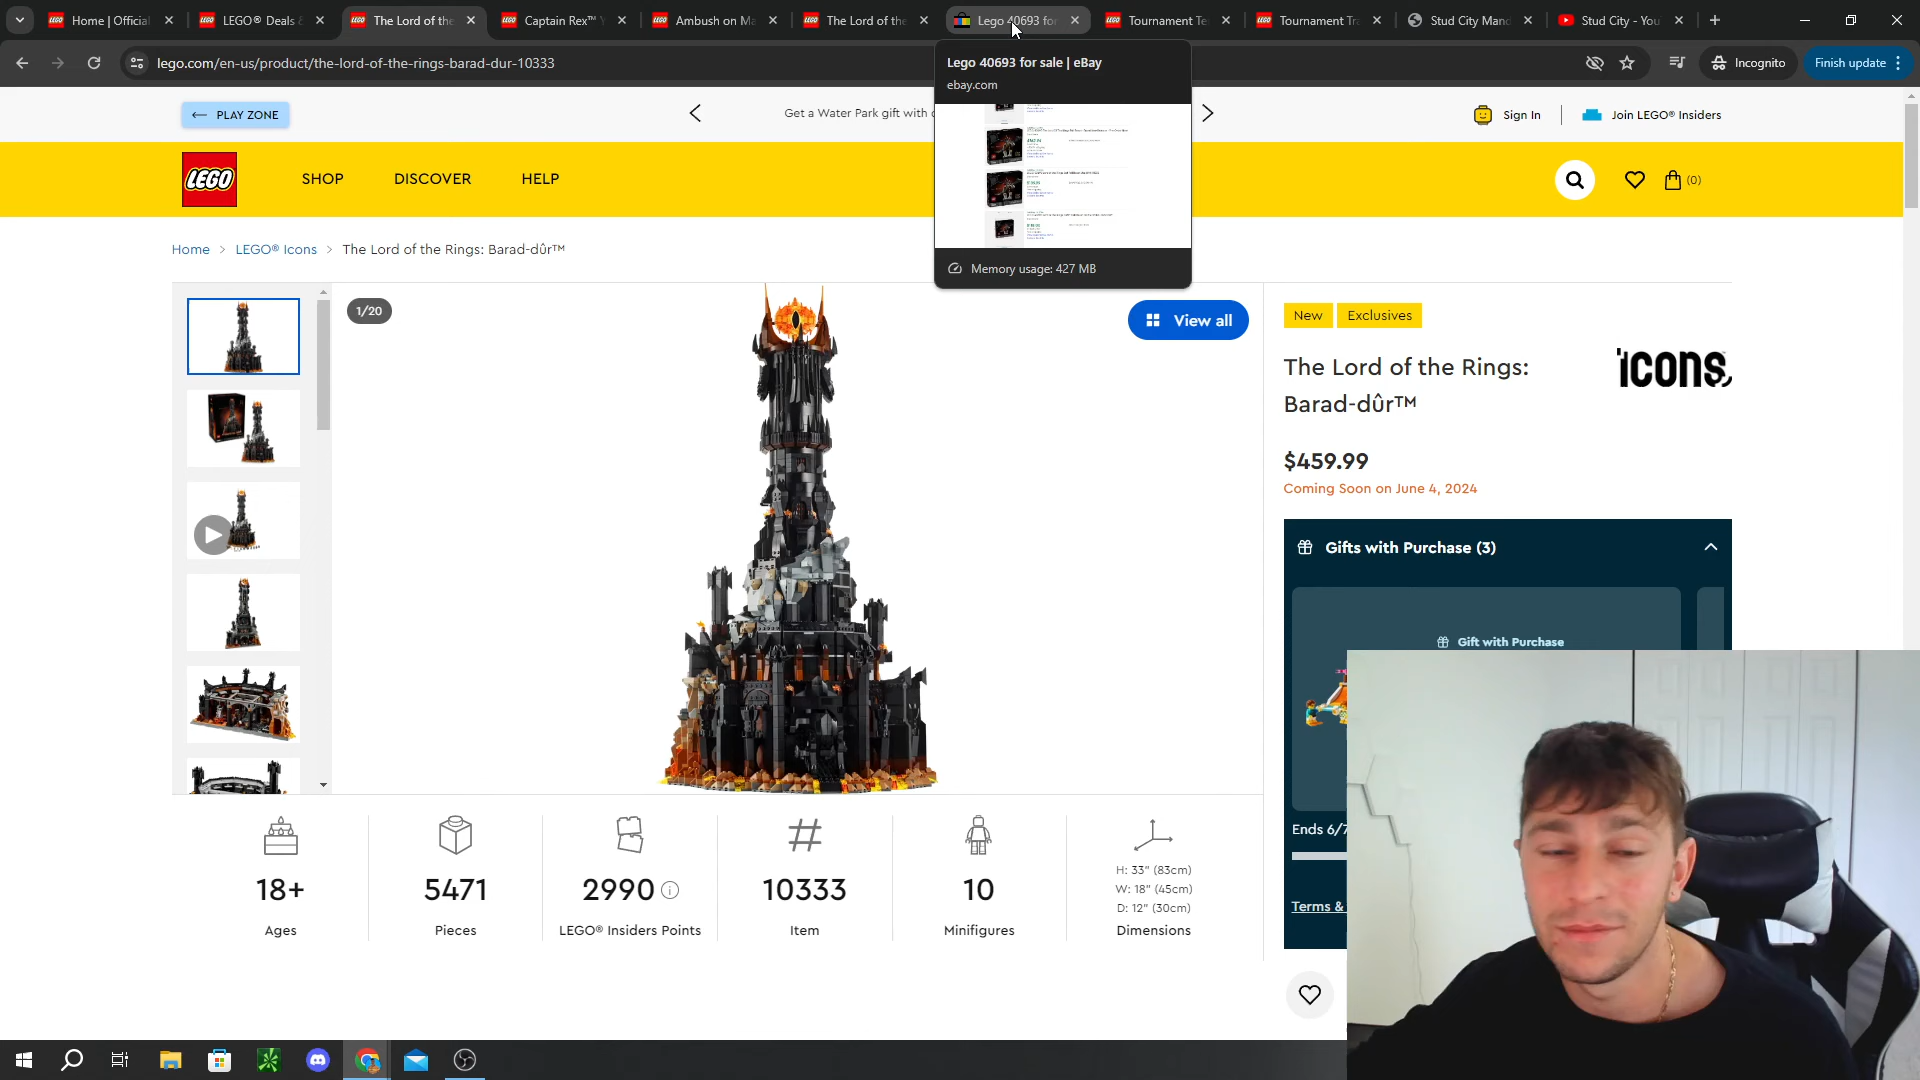 Home | Official
LEGO® Deals &
The Lord of the
Captain Rex™
Ambush on Ma
The Lord of the
Lego 40693 for
Tournament Te
Tournament Tra
Stud City Mand
Stud City - You
lego.com/en-us/product/the-lord-of-the-rings-barad-dur-10333
Incognito
Finish update
Lego 40693 for sale | eBay
ebay.com
Memory usage: 427 MB
PLAY ZONE
Get a Water Park gift with
Sign In
Join LEGO® Insiders
LEGO
SHOP
DISCOVER
HELP
(0)
Home > LEGO® Icons > The Lord of the Rings: Barad-dûr™
1/20
View all
New
Exclusives
The Lord of the Rings:
Barad-dûr™
icons
$459.99
Coming Soon on June 4, 2024
Gifts with Purchase (3)
Gift with Purchase
Ends 6/7
Terms &
18+
Ages
5471
Pieces
2990
LEGO® Insiders Points
10333
Item
10
Minifigures
H: 33" (83cm)
W: 18" (45cm)
D: 12" (30cm)
Dimensions